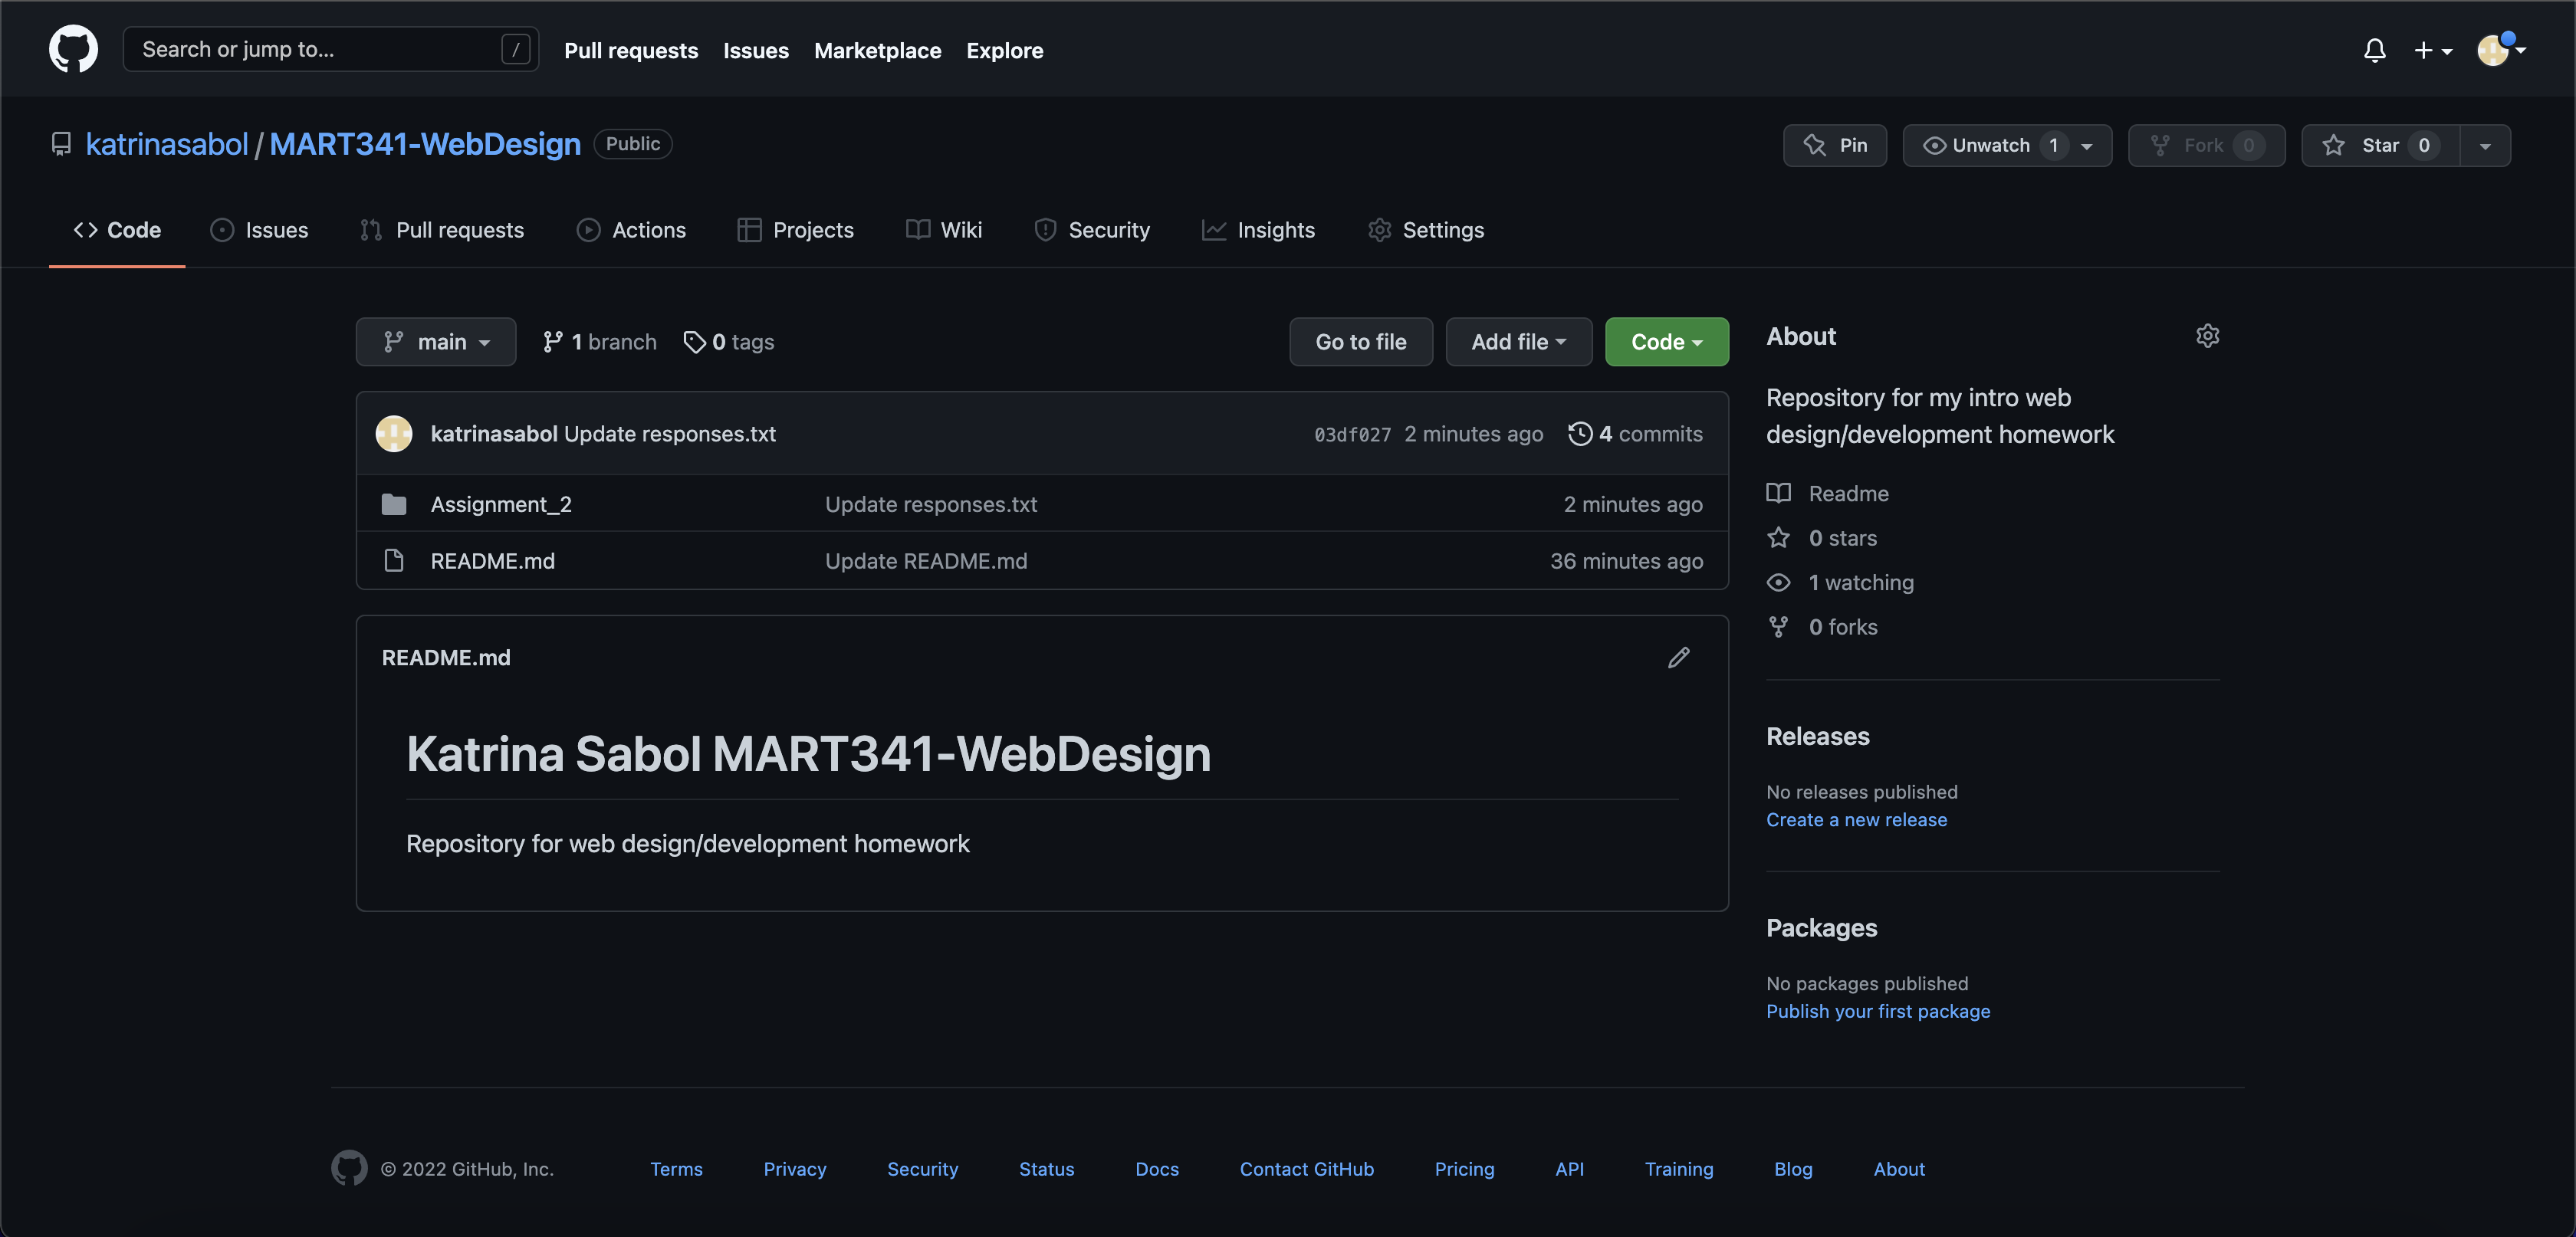 Search or jump to... /
Pull requests Issues Marketplace Explore
katrinasabol / MART341-WebDesign Public
Pin Unwatch 1 Fork 0 Star 0
Code Issues Pull requests Actions Projects Wiki Security Insights Settings
main 1 branch 0 tags Go to file Add file Code
katrinasabol Update responses.txt 03df027 2 minutes ago 4 commits
Assignment_2 Update responses.txt 2 minutes ago
README.md Update README.md 36 minutes ago
README.md
Katrina Sabol MART341-WebDesign
Repository for web design/development homework
About
Repository for my intro web
design/development homework
Readme
0 stars
1 watching
0 forks
Releases
No releases published
Create a new release
Packages
No packages published
Publish your first package
© 2022 GitHub, Inc. Terms Privacy Security Status Docs Contact GitHub Pricing API Training Blog About